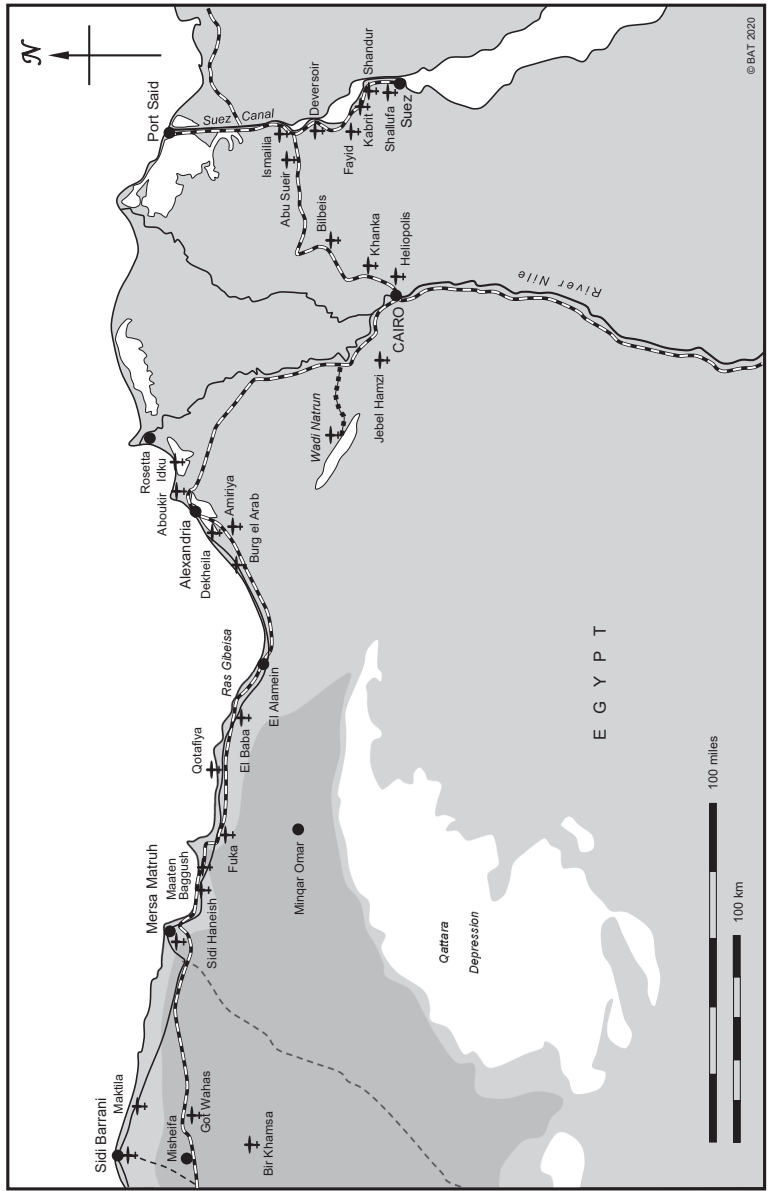 N
© BAT 2020
Port Said
Suez Canal
Ismailia
Deversoir
Abu Sueir
Fayid
Kabrit
Shandur
Shallufa
Suez
Bilbeis
Khanka
Heliopolis
CAIRO
River Nile
Jebel Hamzi
Wadi Natrun
Rosetta
Idku
Aboukir
Alexandria
Dekheila
Amiriya
Burg el Arab
Ras Gibeisa
El Alamein
El Baba
Qotafiya
Fuka
Mersa Matruh
Maaten
Baggush
Sidi Haneish
Minqar Omar
Qattara
Depression
EGYPT
Sidi Barrani
Maktila
Misheifa
Got Wahas
Bir Khamsa
100 miles
100 km